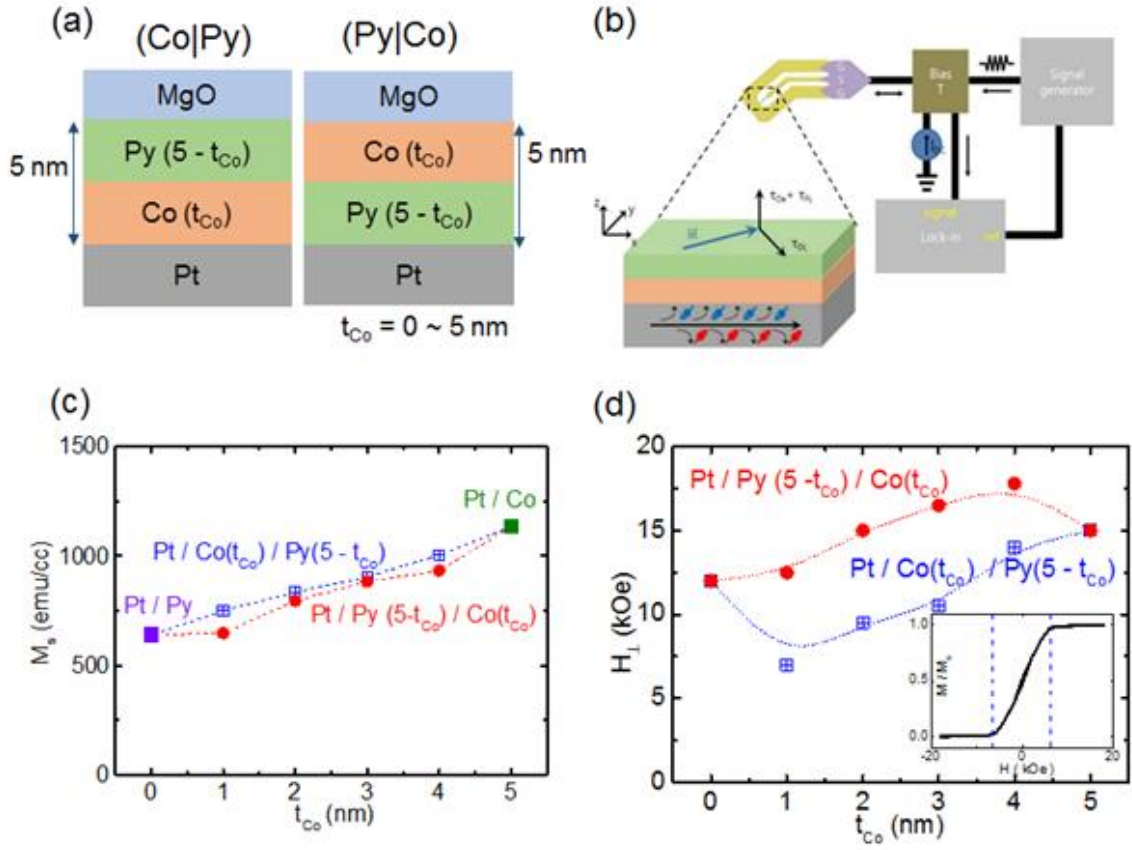 (a)
(Co|Py)
(Py|Co)
MgO
MgO
Py (5 - t_Co)
Co (t_Co)
5 nm
5 nm
Co (t_Co)
Py (5 - t_Co)
Pt
Pt
t_Co = 0 ~ 5 nm
(b)
Bias
T
Signal
generator
signal
Lock-in
ref
z
y
x
τ_DL
(c)
1500
1000
500
0
M_s (emu/cc)
Pt / Co
Pt / Co(t_Co) / Py(5 - t_Co)
Pt / Py
Pt / Py (5-t_Co) / Co(t_Co)
0 1 2 3 4 5
t_Co (nm)
(d)
20
15
10
5
0
H_⊥ (kOe)
Pt / Py (5 -t_Co) / Co(t_Co)
Pt / Co(t_Co) / Py(5 - t_Co)
M / M_s
1.0
0.5
0.0
-20 0 20
H ( kOe)
0 1 2 3 4 5
t_Co (nm)